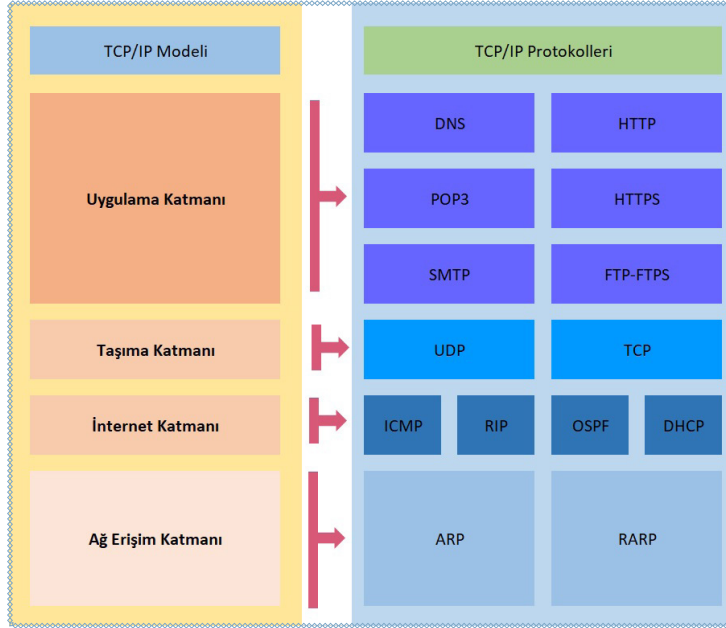 TCP/IP Modeli
TCP/IP Protokolleri
Uygulama Katmanı
DNS
HTTP
POP3
HTTPS
SMTP
FTP-FTPS
Taşıma Katmanı
UDP
TCP
İnternet Katmanı
ICMP
RIP
OSPF
DHCP
Ağ Erişim Katmanı
ARP
RARP